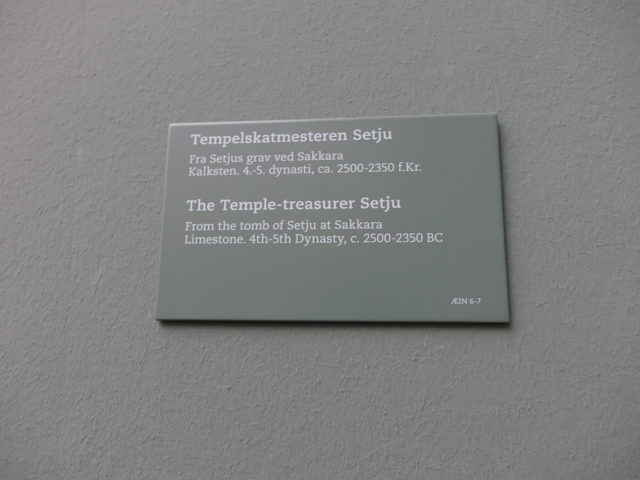 Tempelskatmesteren Setju
Fra Setjus grav ved Sakkara
Kalksten. 4.-5. dynasti, ca. 2500-2350 f.Kr.
The Temple-treasurer Setju
From the tomb of Setju at Sakkara
Limestone. 4th-5th Dynasty, c. 2500-2350 BC
ÆIN 6-7